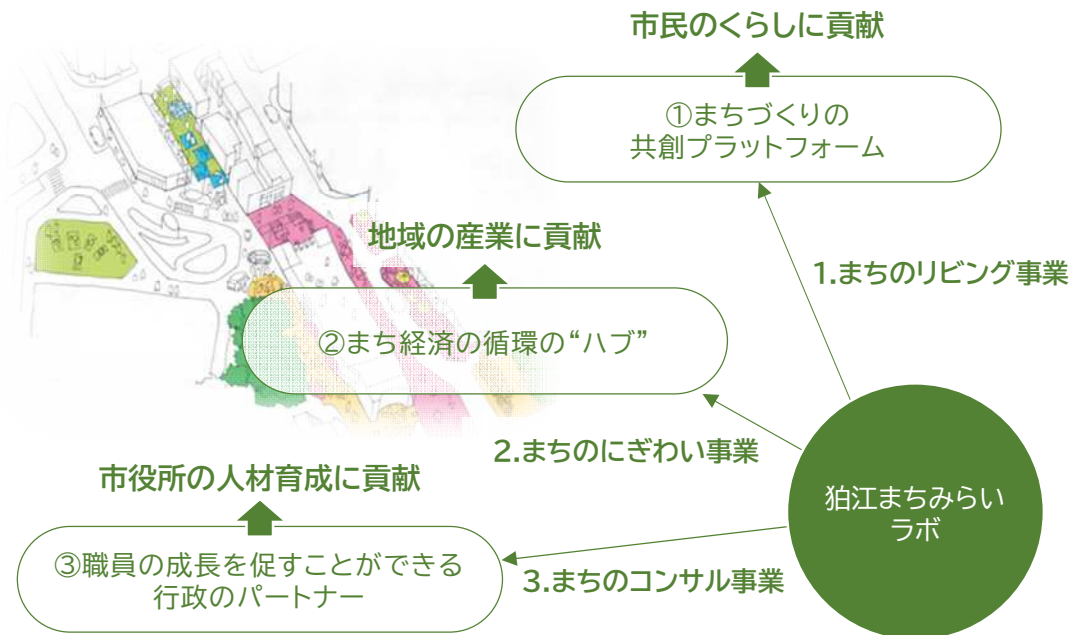 市民のくらしに貢献
①まちづくりの
共創プラットフォーム
1.まちのリビング事業
地域の産業に貢献
②まち経済の循環の“ハブ”
2.まちのにぎわい事業
市役所の人材育成に貢献
③職員の成長を促すことができる
行政のパートナー
3.まちのコンサル事業
狛江まちみらい
ラボ